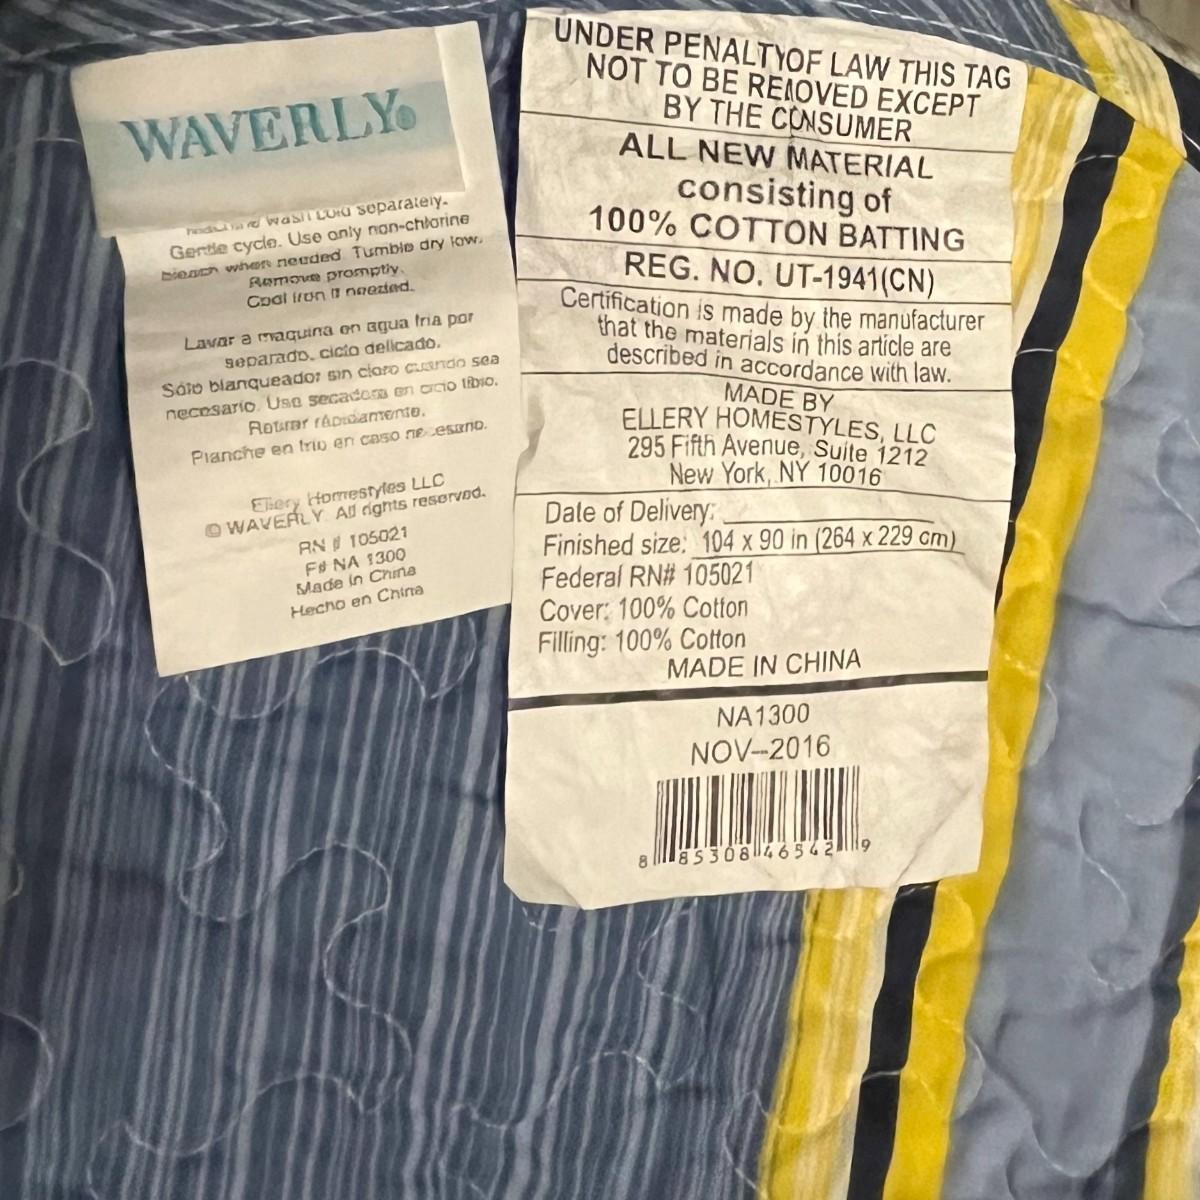 WAVERLY®
wash cold separately.
Gentle cycle. Use only non-chlorine
bleach when needed. Tumble dry low.
Remove promptly.
Cool iron if needed.
Lavar a maquina en agua fria por
separado, ciclo delicado.
Sólo blanqueador sin cloro cuando sea
necesario. Use secadora en ciclo tibio.
Retirar rápidamente.
Planche en frio en caso necesario.
Ellery Homestyles LLC
© WAVERLY All rights reserved.
RN # 105021
F# NA 1300
Made in China
Hecho en China
UNDER PENALTYOF LAW THIS TAG
NOT TO BE REMOVED EXCEPT
BY THE CONSUMER
ALL NEW MATERIAL
consisting of
100% COTTON BATTING
REG. NO. UT-1941(CN)
Certification is made by the manufacturer
that the materials in this article are
described in accordance with law.
MADE BY
ELLERY HOMESTYLES, LLC
295 Fifth Avenue, Suite 1212
New York, NY 10016
Date of Delivery:
Finished size: 104 x 90 in (264 x 229 cm)
Federal RN# 105021
Cover: 100% Cotton
Filling: 100% Cotton
MADE IN CHINA
NA1300
NOV--2016
8 85308 46542 9